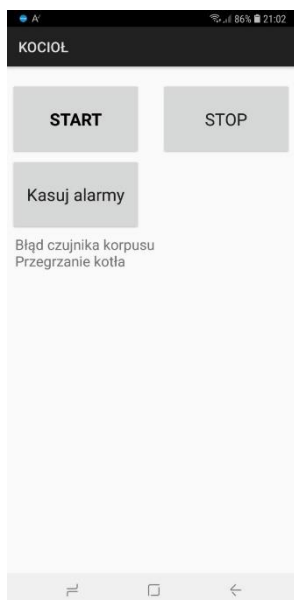 86% 21:02
KOCIOŁ
START STOP
Kasuj alarmy
Błąd czujnika korpusu
Przegrzanie kotła